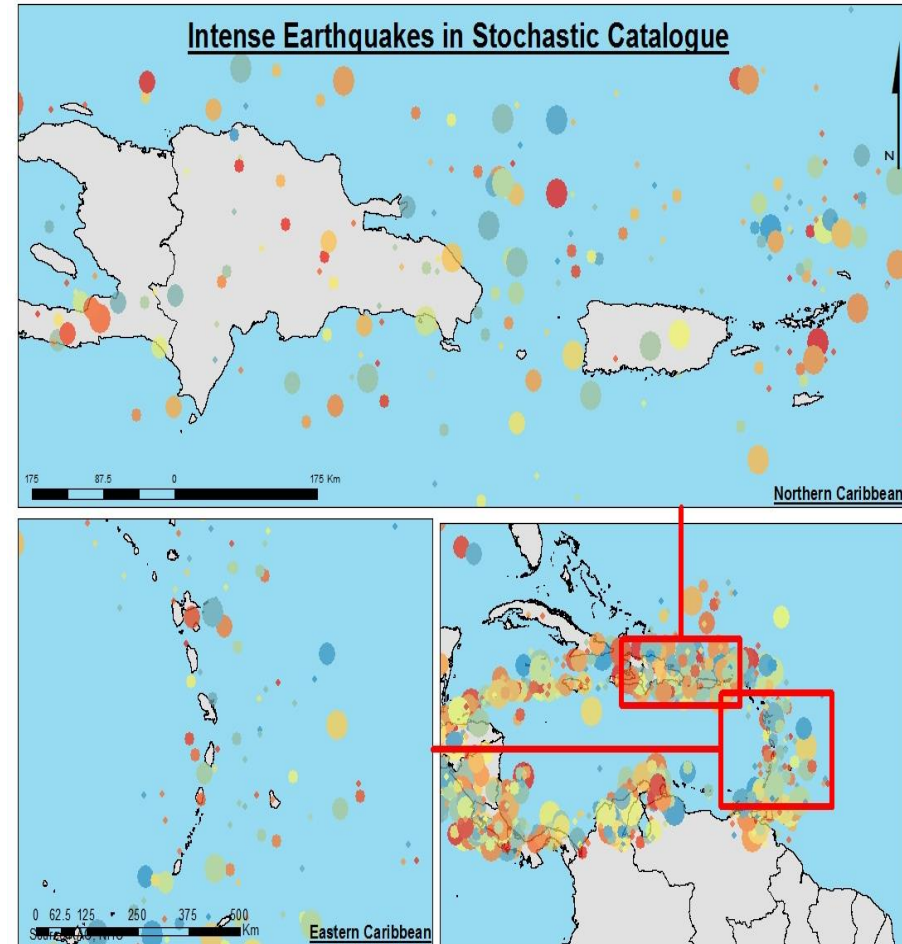 Intense Earthquakes in Stochastic Catalogue
N
175 87.5 0 175 Km
Northern Caribbean
0 62.5 125 250 375 500
Km
Eastern Caribbean